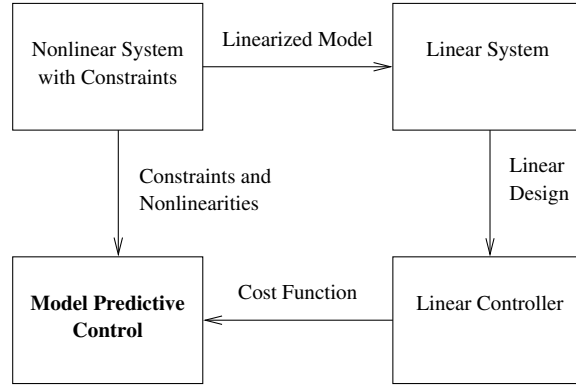 Nonlinear System
with Constraints
Linearized Model
Linear System
Constraints and
Nonlinearities
Linear
Design
Model Predictive
Control
Cost Function
Linear Controller